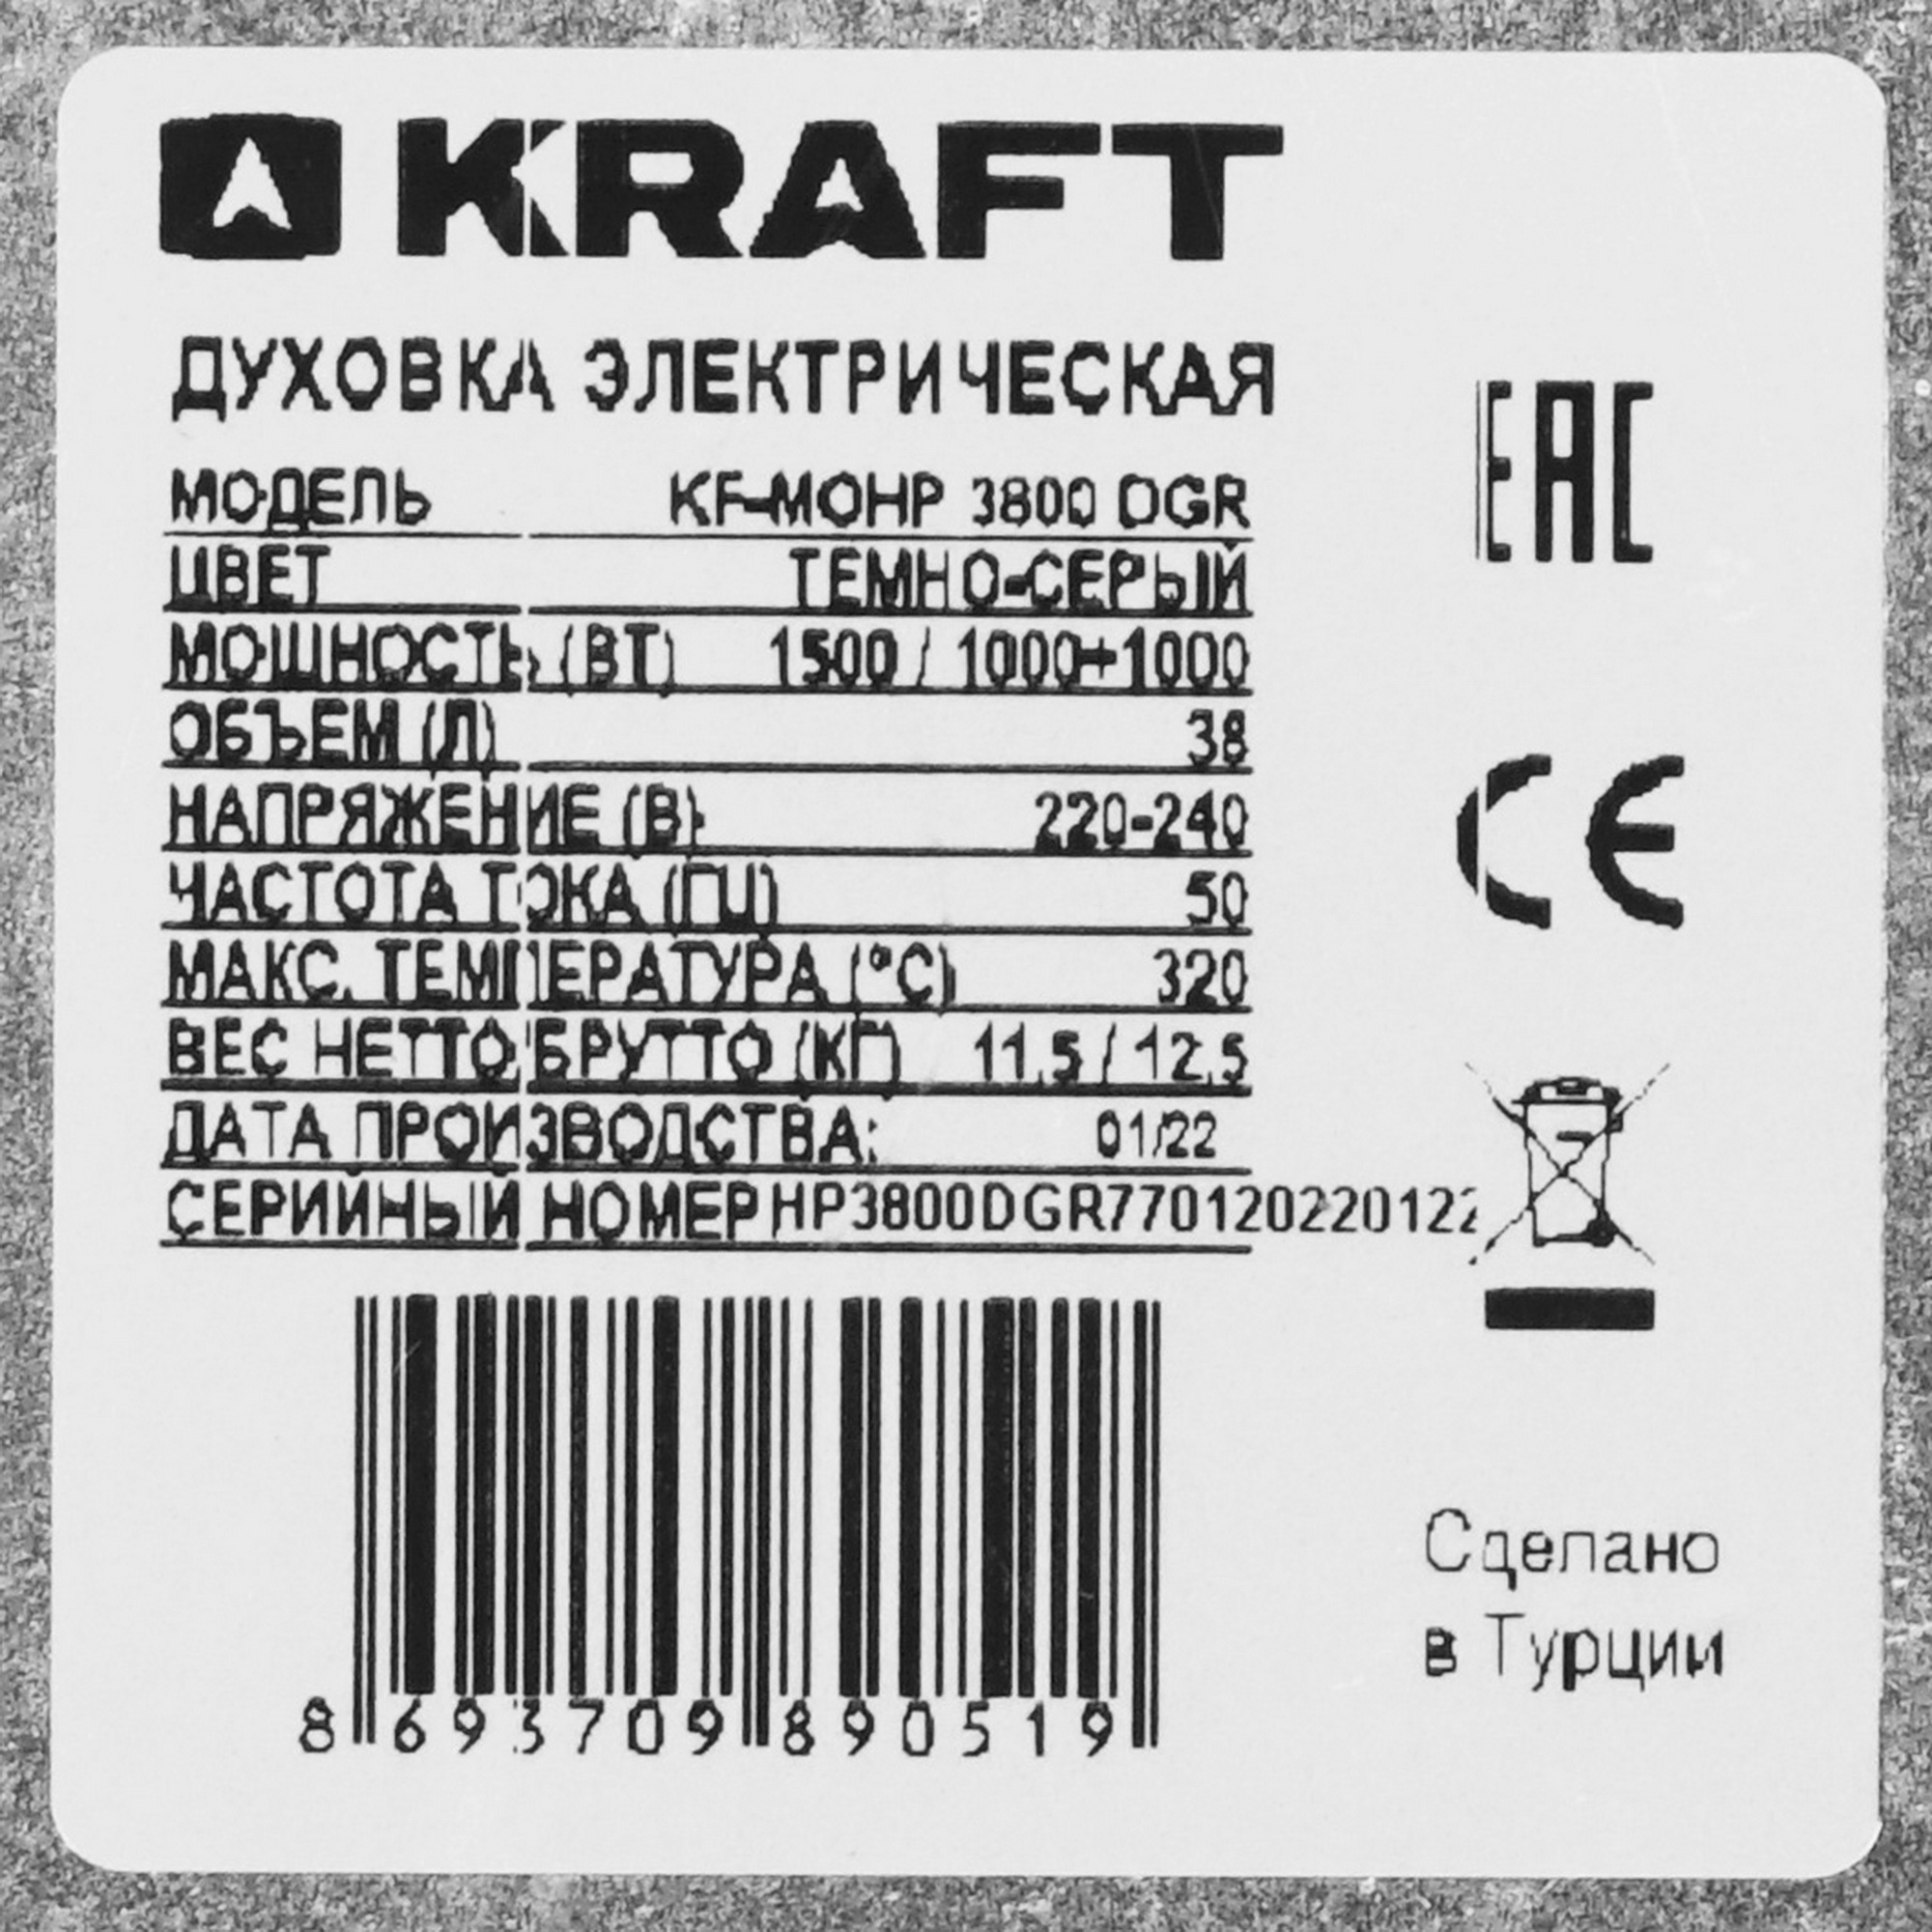 KRAFT
ДУХОВКА ЭЛЕКТРИЧЕСКАЯ
МОДЕЛЬ KF-MOHP 3800 DGR
ЦВЕТ ТЕМНО-СЕРЫЙ
МОЩНОСТЬ (ВТ) 1500 / 1000+1000
ОБЪЕМ (Л) 38
НАПРЯЖЕНИЕ (В) 220-240
ЧАСТОТА ТОКА (ГЦ) 50
МАКС. ТЕМПЕРАТУРА (°C) 320
ВЕС НЕТТО/БРУТТО (КГ) 11,5 / 12,5
ДАТА ПРОИЗВОДСТВА: 01/22
СЕРИЙНЫЙ НОМЕР HP3800DGR770120220122
8 693709 890519
EAC
CE
Сделано
в Турции